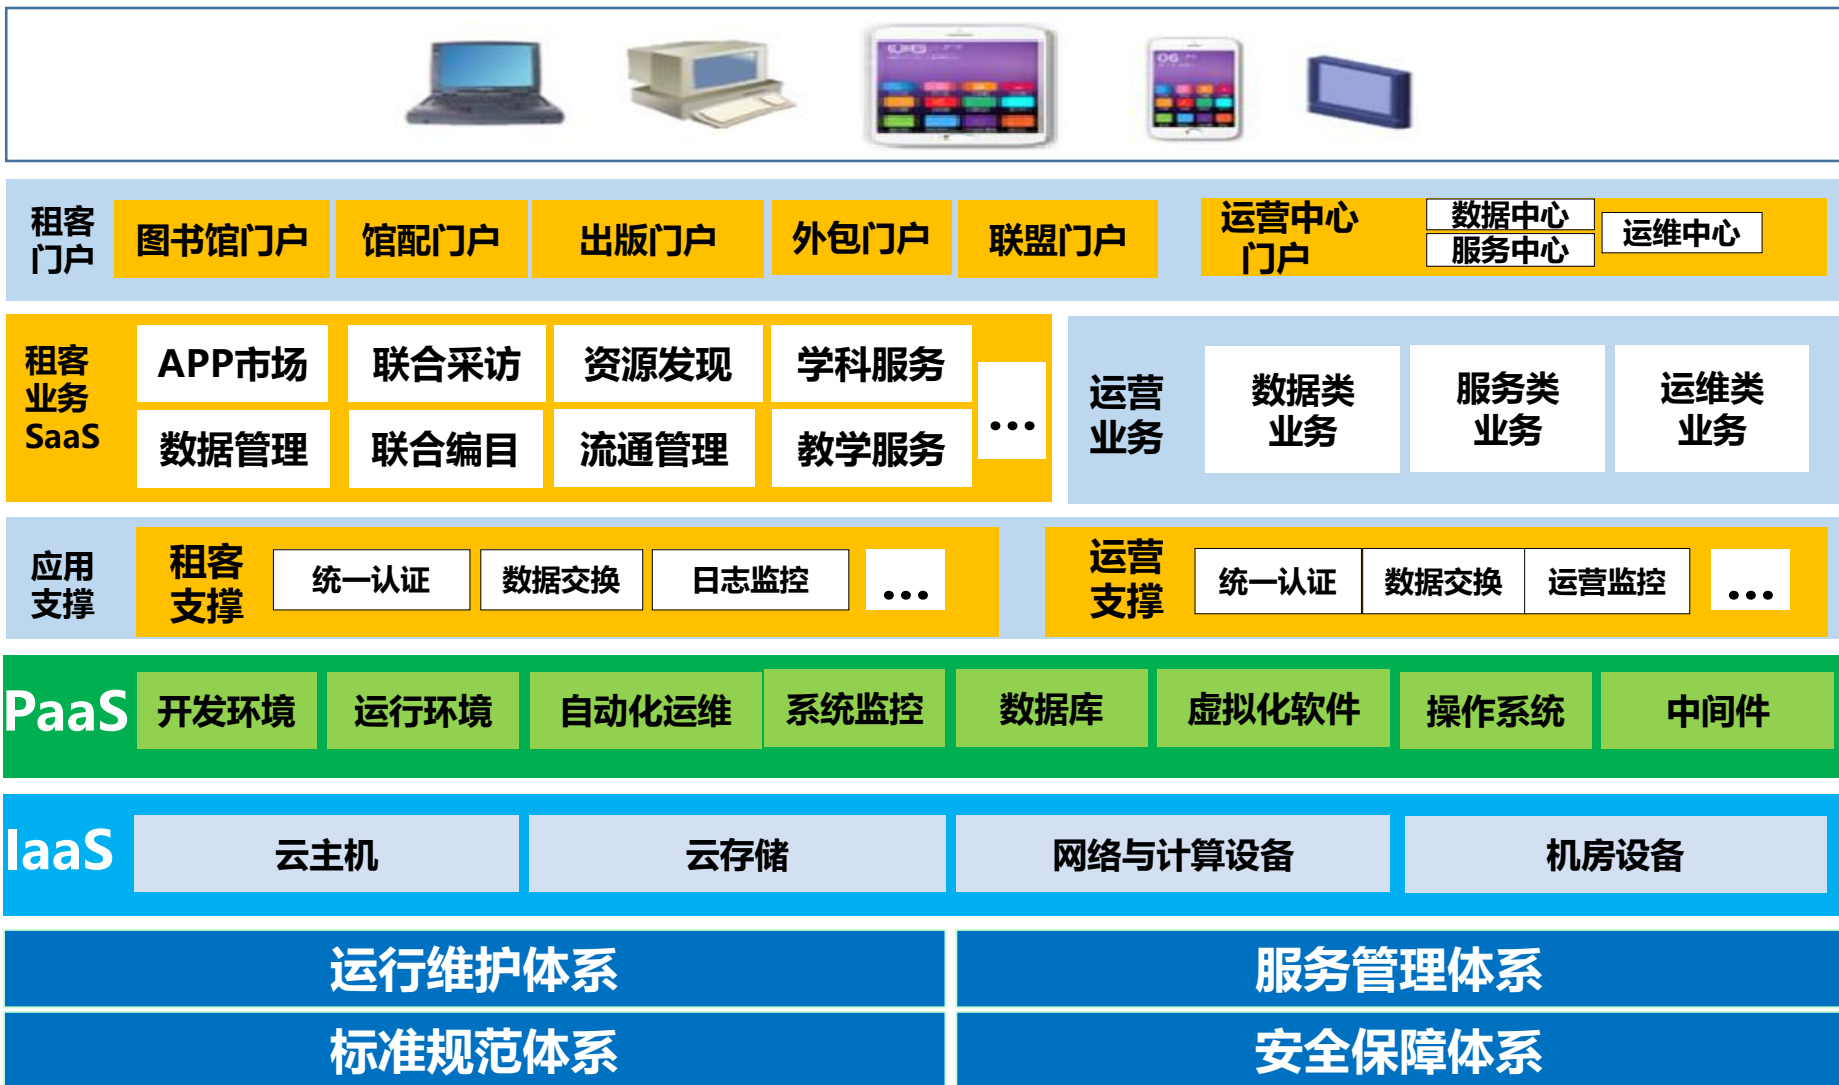 租客
门户
图书馆门户
馆配门户
出版门户
外包门户
联盟门户
运营中心
门户
数据中心
服务中心
运维中心
租客
业务
SaaS
APP市场
联合采访
资源发现
学科服务
数据管理
联合编目
流通管理
教学服务
...
运营
业务
数据类
业务
服务类
业务
运维类
业务
应用
支撑
租客
支撑
统一认证
数据交换
日志监控
...
运营
支撑
统一认证
数据交换
运营监控
...
PaaS
开发环境
运行环境
自动化运维
系统监控
数据库
虚拟化软件
操作系统
中间件
IaaS
云主机
云存储
网络与计算设备
机房设备
运行维护体系
服务管理体系
标准规范体系
安全保障体系